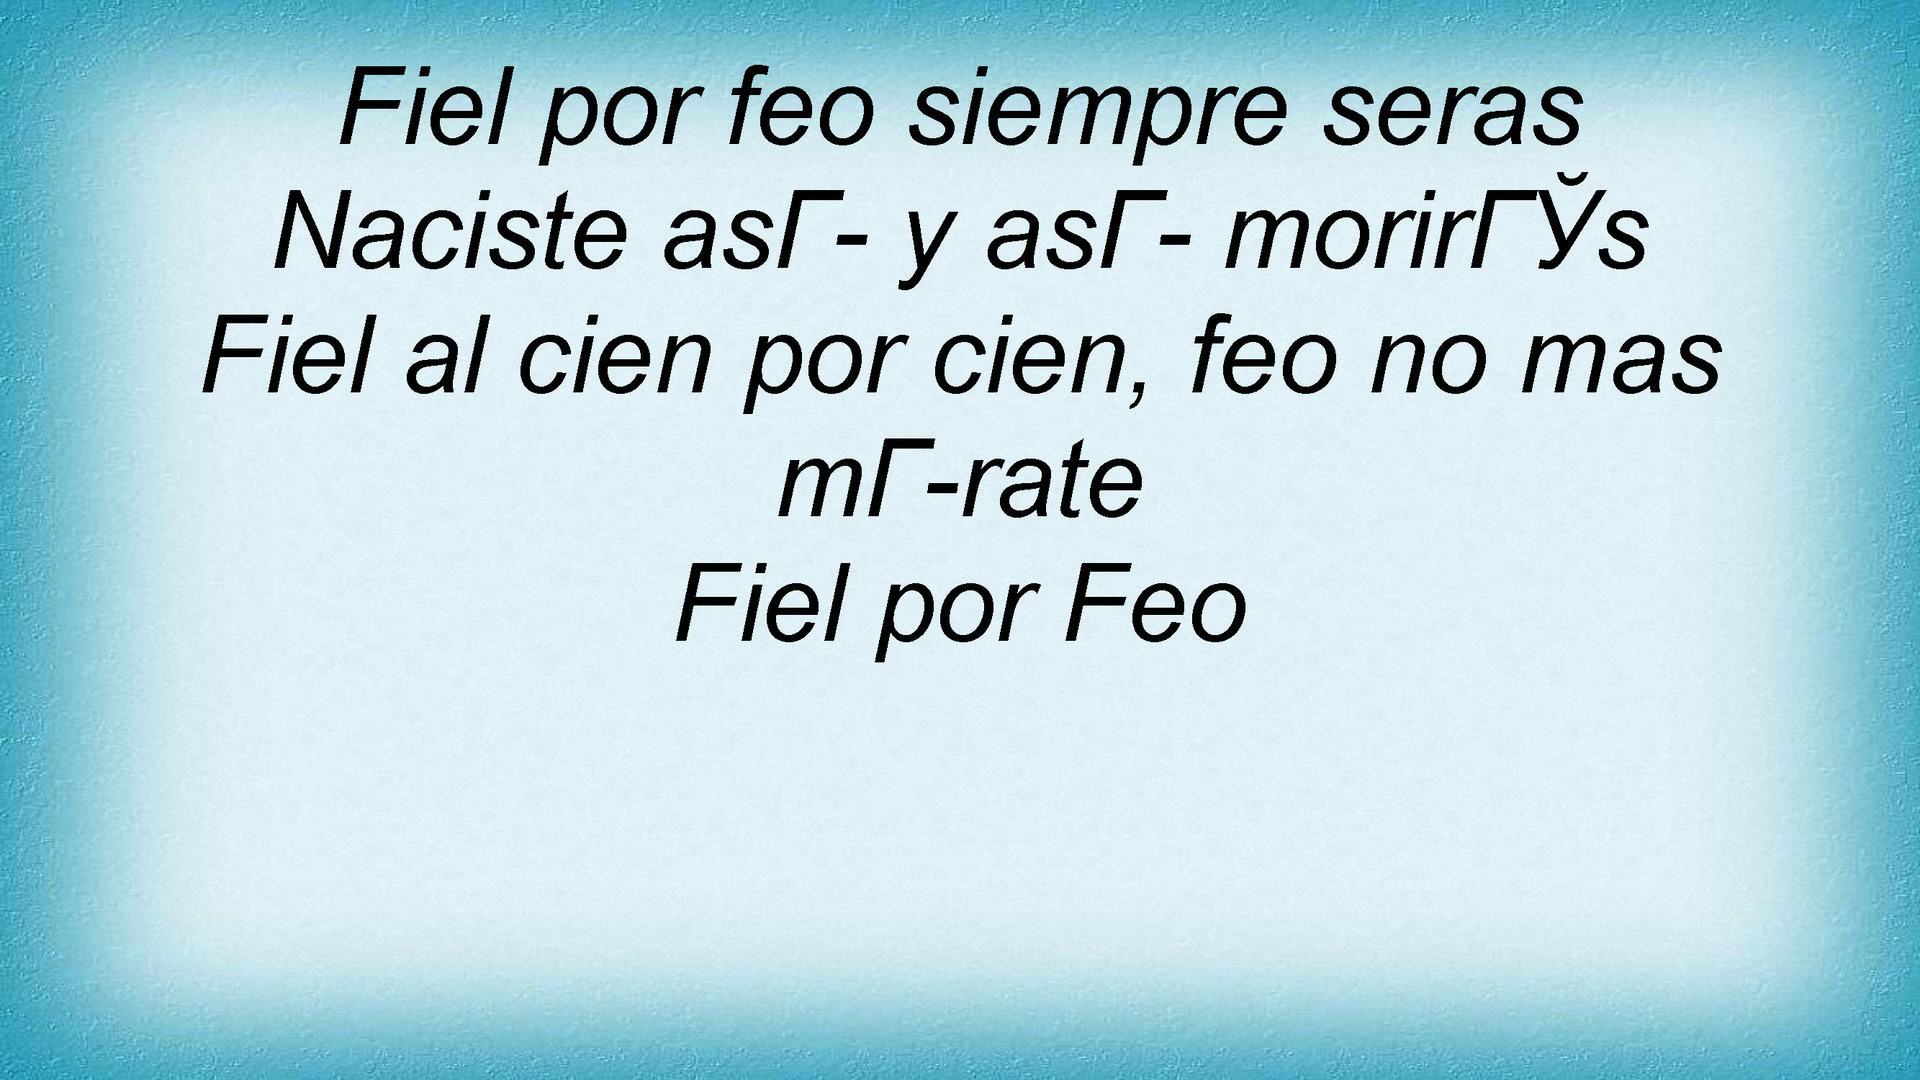 Fiel por feo siempre seras
Naciste asГ- y asГ- morirГЎs
Fiel al cien por cien, feo no mas
mГ-rate
Fiel por Feo